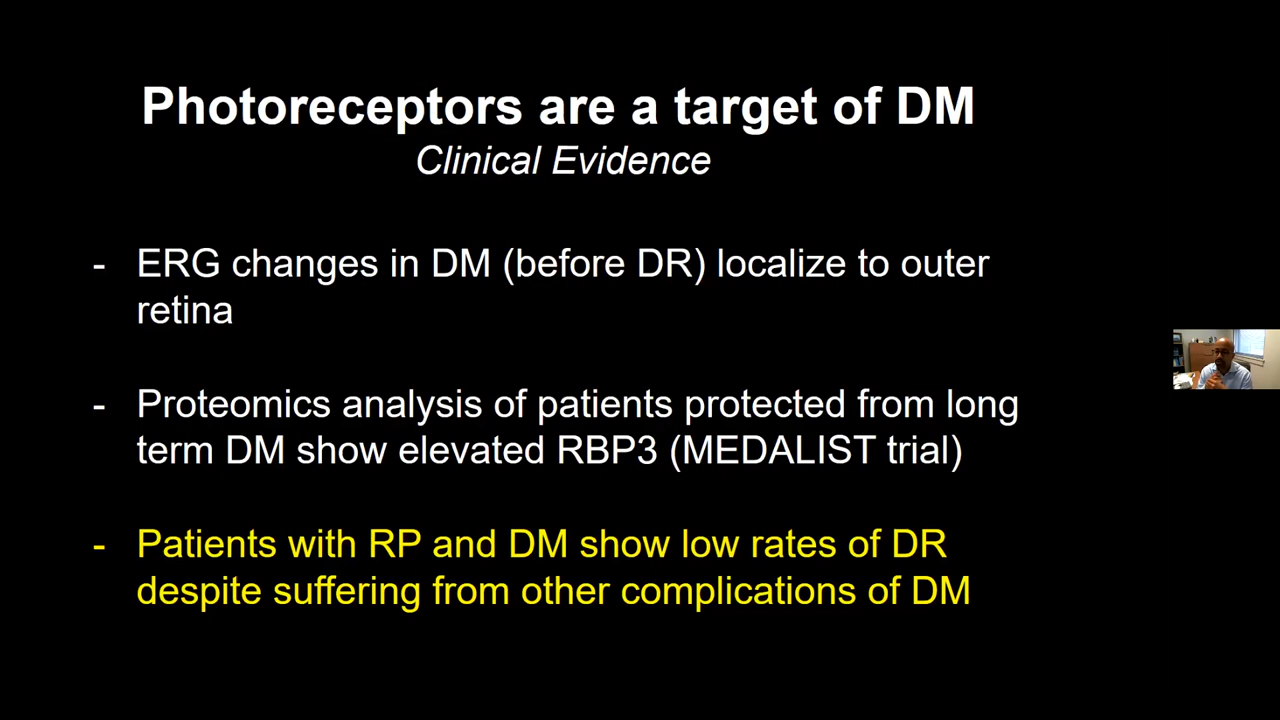 Photoreceptors are a target of DM
Clinical Evidence
- ERG changes in DM (before DR) localize to outer
retina
- Proteomics analysis of patients protected from long
term DM show elevated RBP3 (MEDALIST trial)
- Patients with RP and DM show low rates of DR
despite suffering from other complications of DM